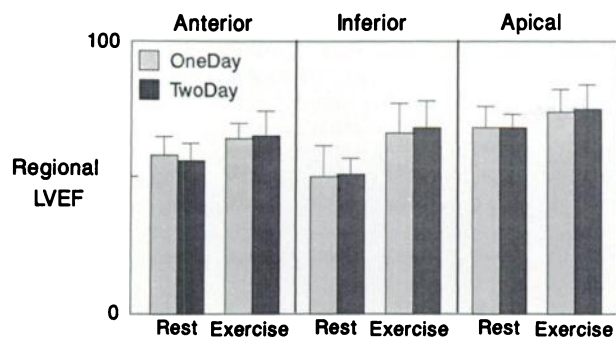 Anterior Inferior Apical
100
OneDay
TwoDay
Regional
LVEF
0
Rest Exercise Rest Exercise Rest Exercise